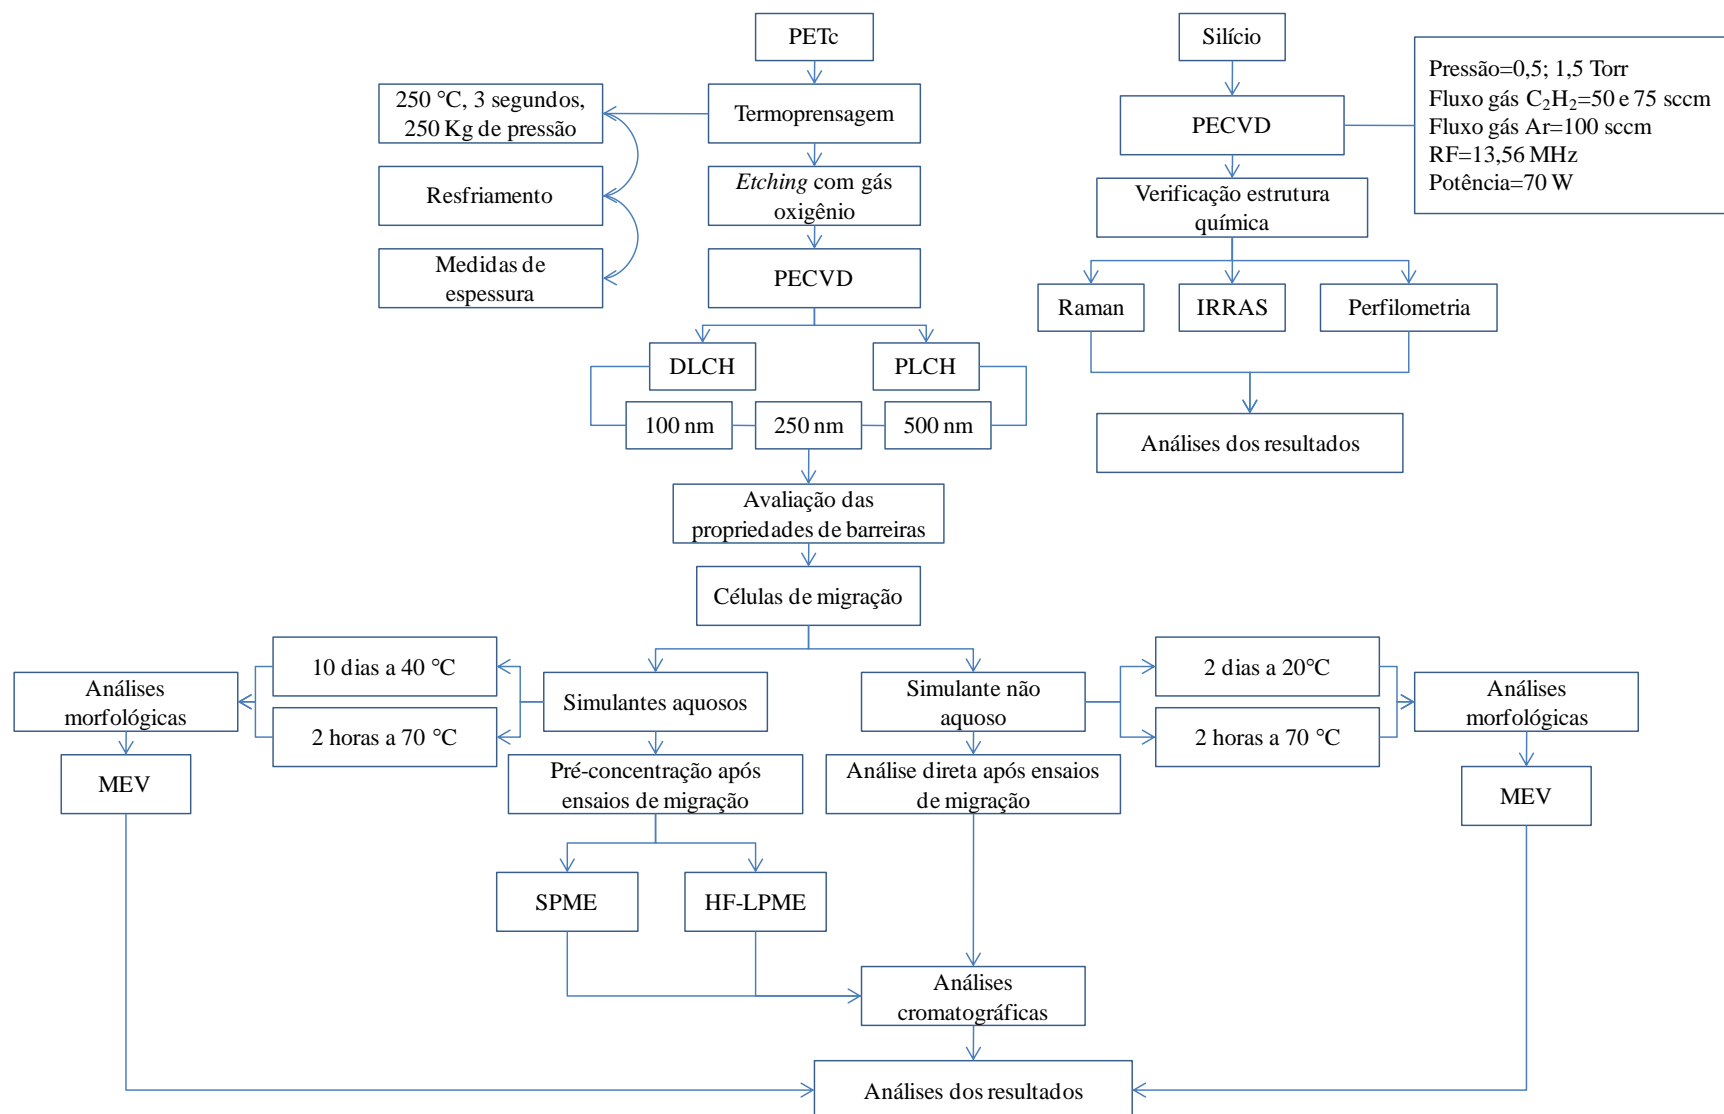 PETc
Silício
Pressão=0,5; 1,5 Torr
Fluxo gás C₂H₂=50 e 75 sccm
Fluxo gás Ar=100 sccm
RF=13,56 MHz
Potência=70 W
250 °C, 3 segundos,
250 Kg de pressão
Termoprensagem
PECVD
Resfriamento
Etching com gás
oxigênio
Verificação estrutura
química
Medidas de
espessura
PECVD
Raman
IRRAS
Perfilometria
DLCH
PLCH
100 nm
250 nm
500 nm
Análises dos resultados
Avaliação das
propriedades de barreiras
Células de migração
10 dias a 40 °C
2 dias a 20°C
Análises
morfológicas
Simulantes aquosos
Simulante não
aquoso
Análises
morfológicas
2 horas a 70 °C
2 horas a 70 °C
MEV
Pré-concentração após
ensaios de migração
Análise direta após ensaios
de migração
MEV
SPME
HF-LPME
Análises
cromatográficas
Análises dos resultados